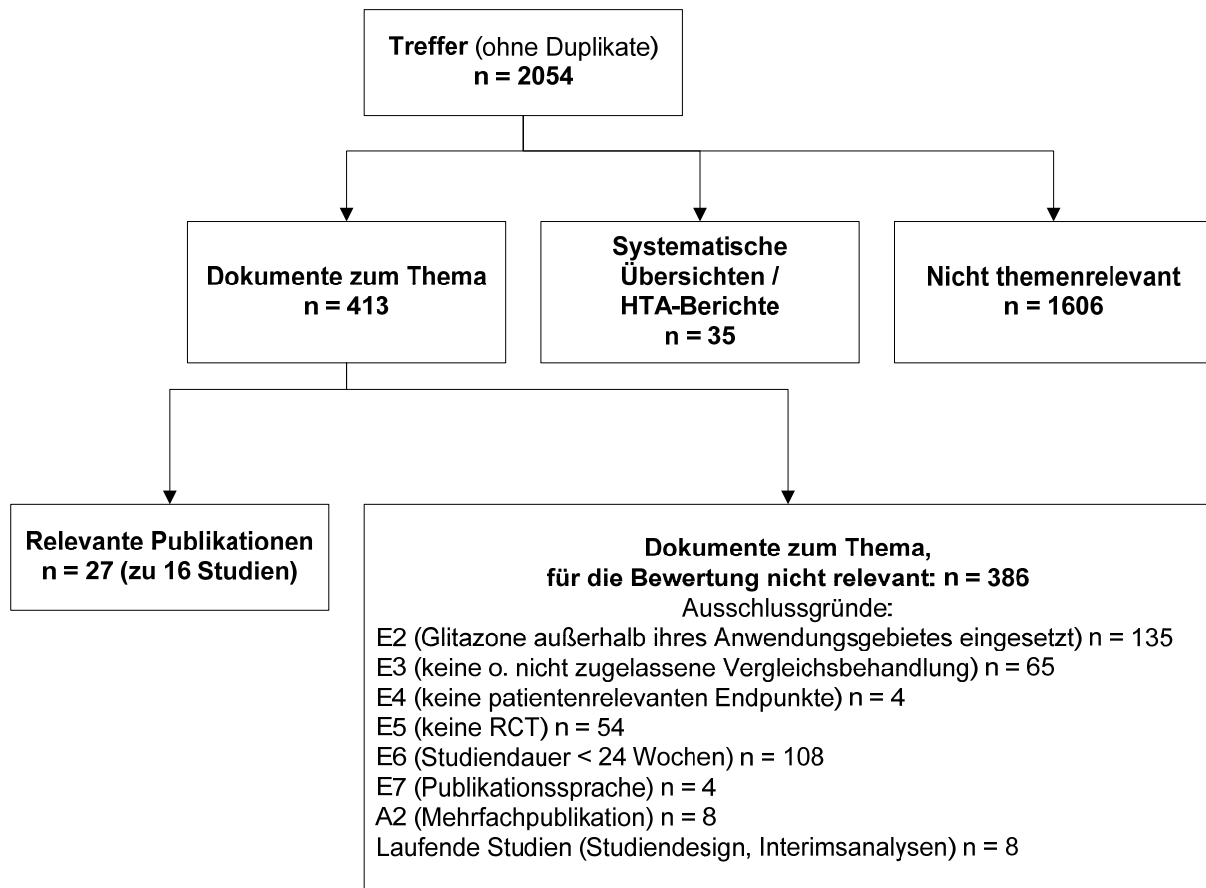 Treffer (ohne Duplikate)
n = 2054
Dokumente zum Thema
n = 413
Systematische
Übersichten /
HTA-Berichte
n = 35
Nicht themenrelevant
n = 1606
Relevante Publikationen
n = 27 (zu 16 Studien)
Dokumente zum Thema,
für die Bewertung nicht relevant: n = 386
Ausschlussgründe:
E2 (Glitazone außerhalb ihres Anwendungsgebietes eingesetzt) n = 135
E3 (keine o. nicht zugelassene Vergleichsbehandlung) n = 65
E4 (keine patientenrelevanten Endpunkte) n = 4
E5 (keine RCT) n = 54
E6 (Studiendauer < 24 Wochen) n = 108
E7 (Publikationssprache) n = 4
A2 (Mehrfachpublikation) n = 8
Laufende Studien (Studiendesign, Interimsanalysen) n = 8